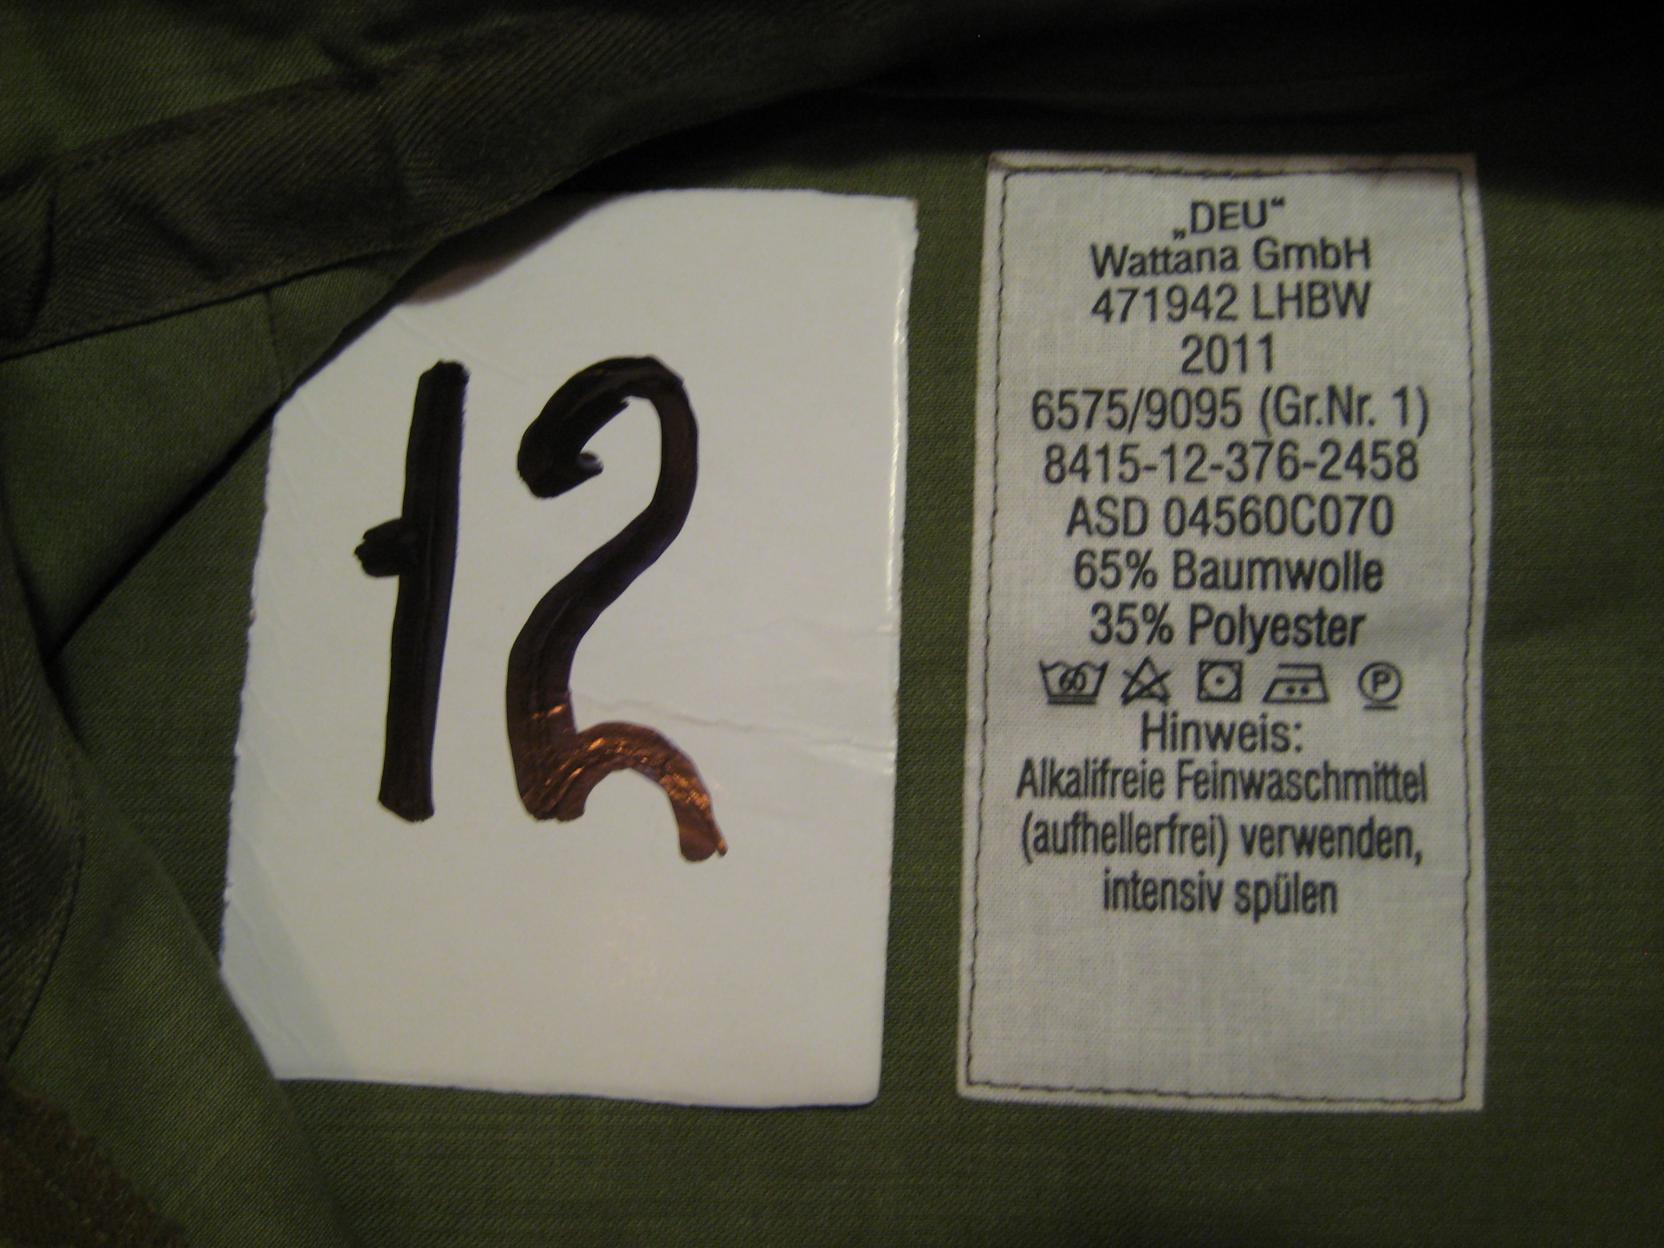 12
„DEU“
Wattana GmbH
471942 LHBW
2011
6575/9095 (Gr.Nr. 1)
8415-12-376-2458
ASD 04560C070
65% Baumwolle
35% Polyester
60 P
Hinweis:
Alkalifreie Feinwaschmittel
(aufhellerfrei) verwenden,
intensiv spülen